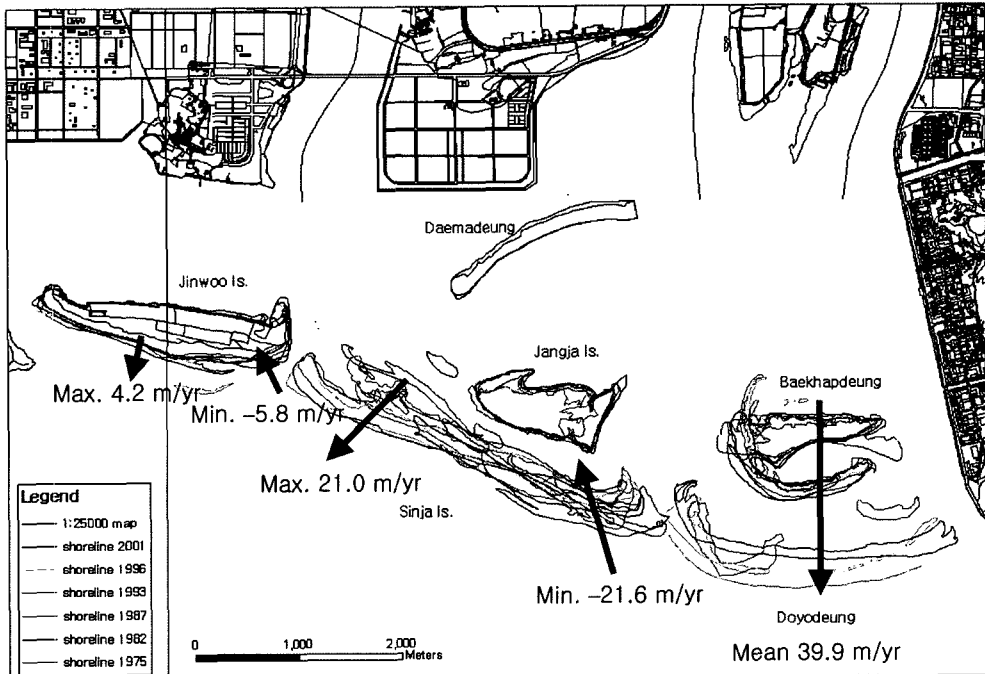 Daemadeung
Jinwoo Is.
Jangja Is.
Baekhapdeung
Max. 4.2 m/yr
Min. −5.8 m/yr
Max. 21.0 m/yr
Sinja Is.
Min. −21.6 m/yr
Doyodeung
Mean 39.9 m/yr
Legend
1:25000 map
shoreline 2001
shoreline 1996
shoreline 1993
shoreline 1987
shoreline 1982
shoreline 1975
0 1,000 2,000
Meters